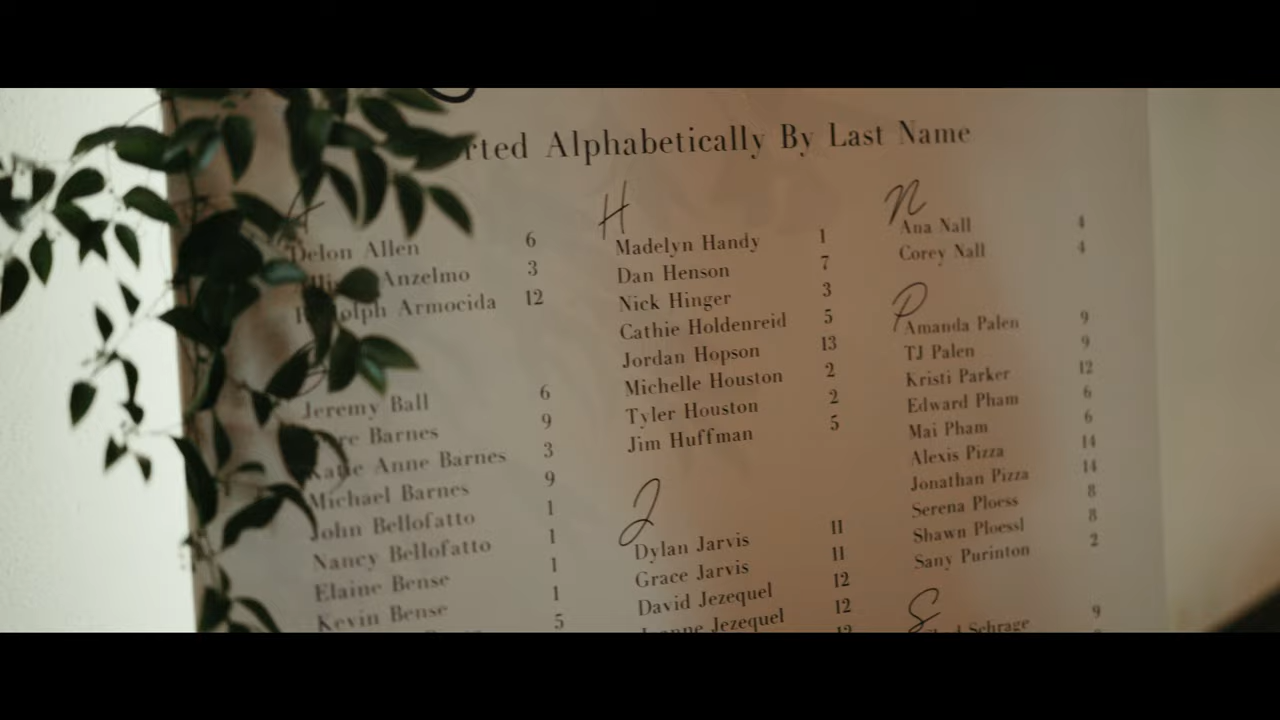 Alphabetically By Last Name
Delon Allen 6
Anzelmo 3
Armocida 12
Jeremy Ball 6
Barnes 9
Katie Anne Barnes 3
Michael Barnes 9
John Bellofatto 1
Nancy Bellofatto 1
Elaine Bense 1
Kevin Bense 1
5
H
Madelyn Handy 1
Dan Henson 7
Nick Hinger 3
Cathie Holdenreid 5
Jordan Hopson 13
Michelle Houston 2
Tyler Houston 2
Jim Huffman 5
J
Dylan Jarvis 11
Grace Jarvis 11
David Jezequel 12
Jezequel 12
12
N
Ana Nall 4
Corey Nall 4
P
Amanda Palen 9
TJ Palen 9
Kristi Parker 12
Edward Pham 6
Mai Pham 6
Alexis Pizza 14
Jonathan Pizza 14
Serena Ploess 8
Shawn Ploessl 8
Sany Purinton 2
S
Schrage 9